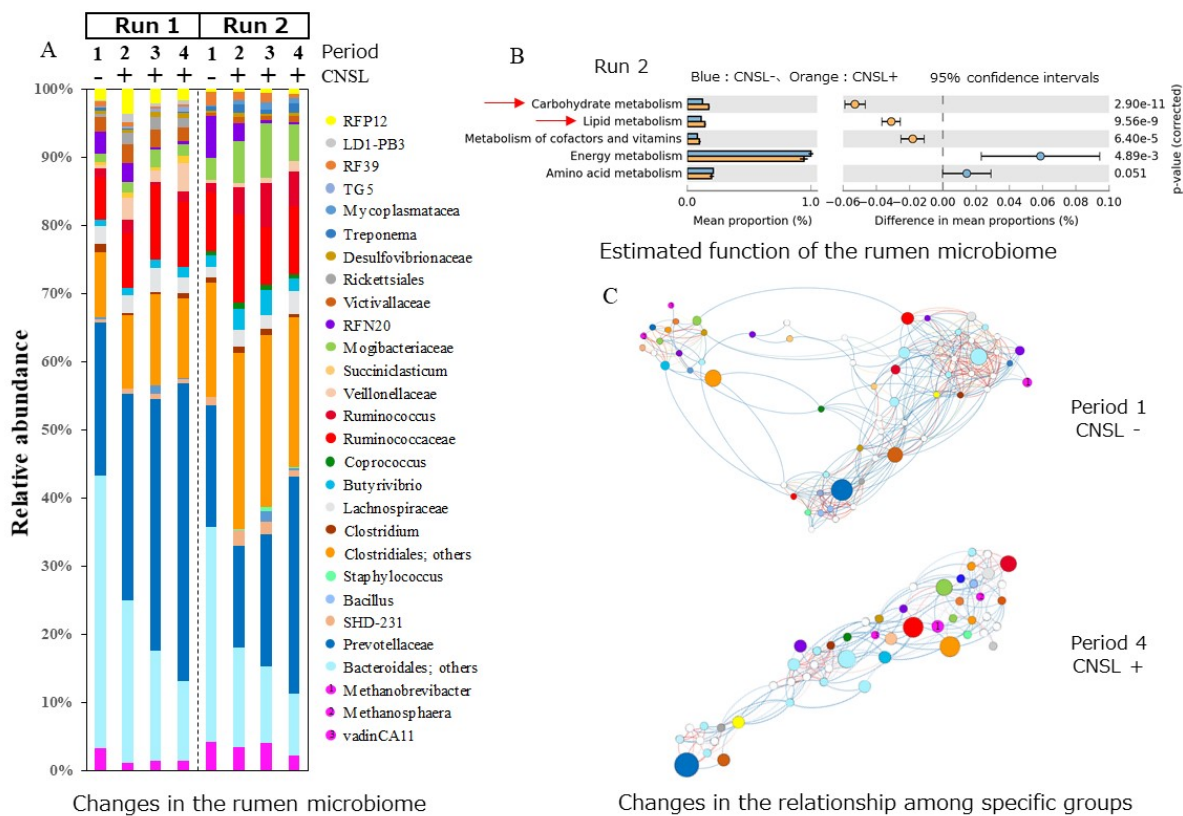 Run 1 Run 2
A
1 2 3 4 1 2 3 4 Period
- + + + - + + + CNSL
100%
90%
80%
70%
60%
50%
40%
30%
20%
10%
0%
Relative abundance
RFP12
LD1-PB3
RF39
TG5
Mycoplasmatacea
Treponema
Desulfovibrionaceae
Rickettsiales
Victivallaceae
RFN20
Mogibacteriaceae
Succiniclasticum
Veillonellaceae
Ruminococcus
Ruminococcaceae
Coprococcus
Butyrivibrio
Lachnospiraceae
Clostridium
Clostridiales; others
Staphylococcus
Bacillus
SHD-231
Prevotellaceae
Bacteroidales; others
1 Methanobrevibacter
2 Methanosphaera
3 vadinCA11
Changes in the rumen microbiome
B
Run 2
Blue : CNSL-、Orange : CNSL+
95% confidence intervals
Carbohydrate metabolism 2.90e-11
Lipid metabolism 9.56e-9
Metabolism of cofactors and vitamins 6.40e-5
Energy metabolism 4.89e-3
Amino acid metabolism 0.051
p-value (corrected)
0.0 1.0
Mean proportion (%)
−0.06 −0.04 −0.02 0.00 0.02 0.04 0.06 0.08 0.10
Difference in mean proportions (%)
Estimated function of the rumen microbiome
C
Period 1
CNSL -
Period 4
CNSL +
Changes in the relationship among specific groups